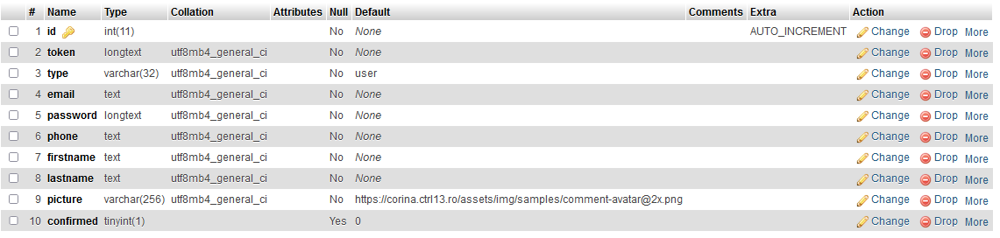 # Name Type Collation Attributes Null Default Comments Extra Action
1 id int(11) No None AUTO_INCREMENT Change Drop More
2 token longtext utf8mb4_general_ci No None Change Drop More
3 type varchar(32) utf8mb4_general_ci No user Change Drop More
4 email text utf8mb4_general_ci No None Change Drop More
5 password longtext utf8mb4_general_ci No None Change Drop More
6 phone text utf8mb4_general_ci No None Change Drop More
7 firstname text utf8mb4_general_ci No None Change Drop More
8 lastname text utf8mb4_general_ci No None Change Drop More
9 picture varchar(256) utf8mb4_general_ci No https://corina.ctrl13.ro/assets/img/samples/comment-avatar@2x.png Change Drop More
10 confirmed tinyint(1) Yes 0 Change Drop More